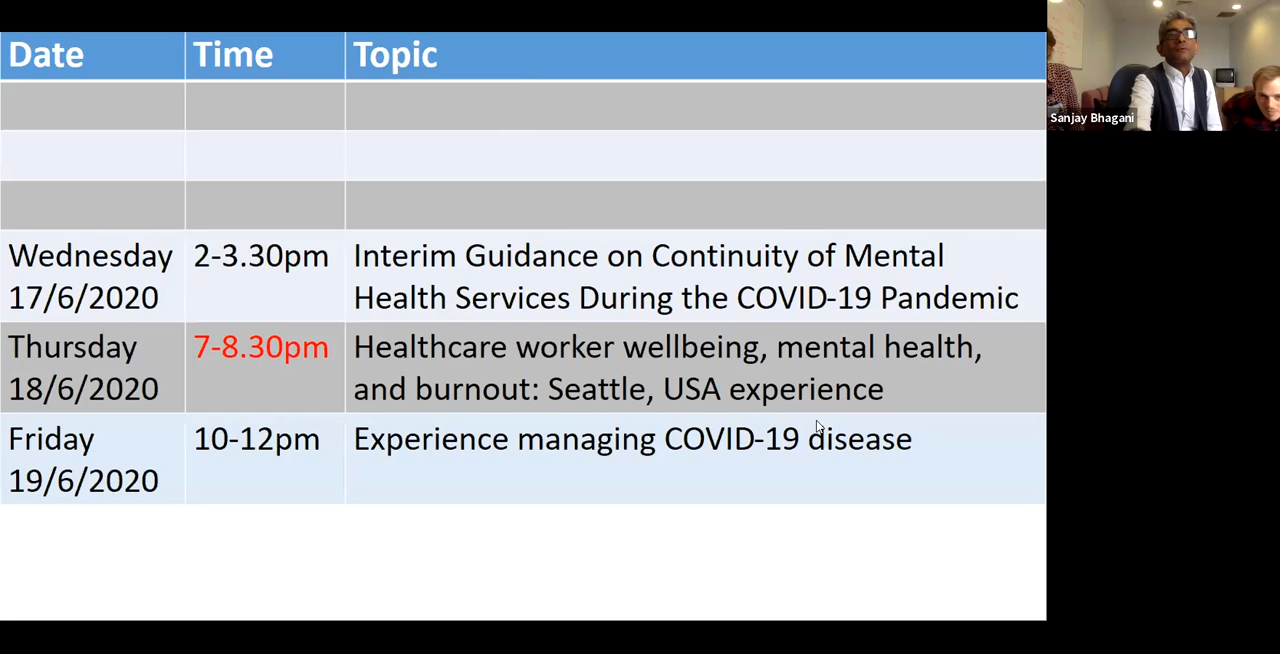 Date Time Topic
Wednesday 2-3.30pm Interim Guidance on Continuity of Mental
17/6/2020 Health Services During the COVID-19 Pandemic
Thursday 7-8.30pm Healthcare worker wellbeing, mental health,
18/6/2020 and burnout: Seattle, USA experience
Friday 10-12pm Experience managing COVID-19 disease
19/6/2020
Sanjay Bhagani